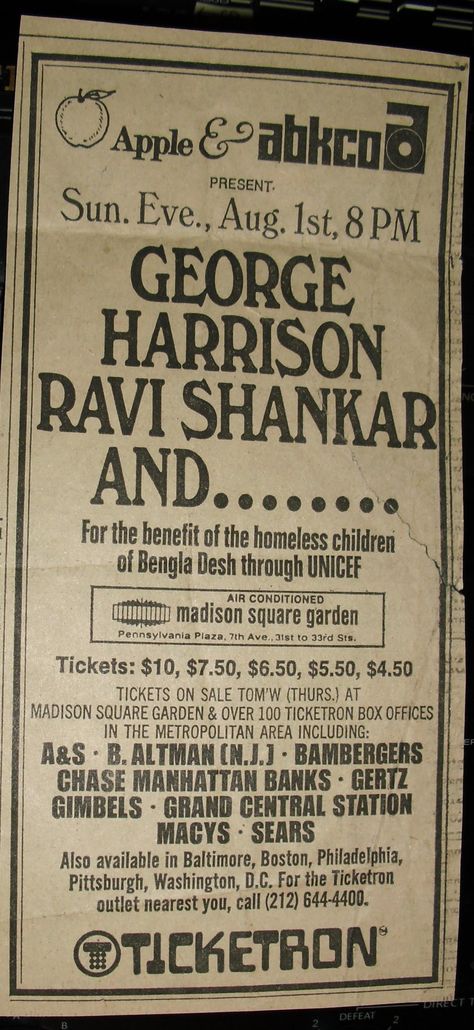 Apple & abkco
PRESENT.
Sun. Eve., Aug. 1st, 8 PM
GEORGE
HARRISON
RAVI SHANKAR
AND........
For the benefit of the homeless children
of Bengla Desh through UNICEF
AIR CONDITIONED
madison square garden
Pennsylvania Plaza, 7th Ave., 31st to 33rd Sts.
Tickets: $10, $7.50, $6.50, $5.50, $4.50
TICKETS ON SALE TOM'W (THURS.) AT
MADISON SQUARE GARDEN & OVER 100 TICKETRON BOX OFFICES
IN THE METROPOLITAN AREA INCLUDING:
A&S · B. ALTMAN (N.J.) · BAMBERGERS
CHASE MANHATTAN BANKS · GERTZ
GIMBELS · GRAND CENTRAL STATION
MACYS · SEARS
Also available in Baltimore, Boston, Philadelphia,
Pittsburgh, Washington, D.C. For the Ticketron
outlet nearest you, call (212) 644-4400.
TICKETRON®
DEFEAT
2 2
B